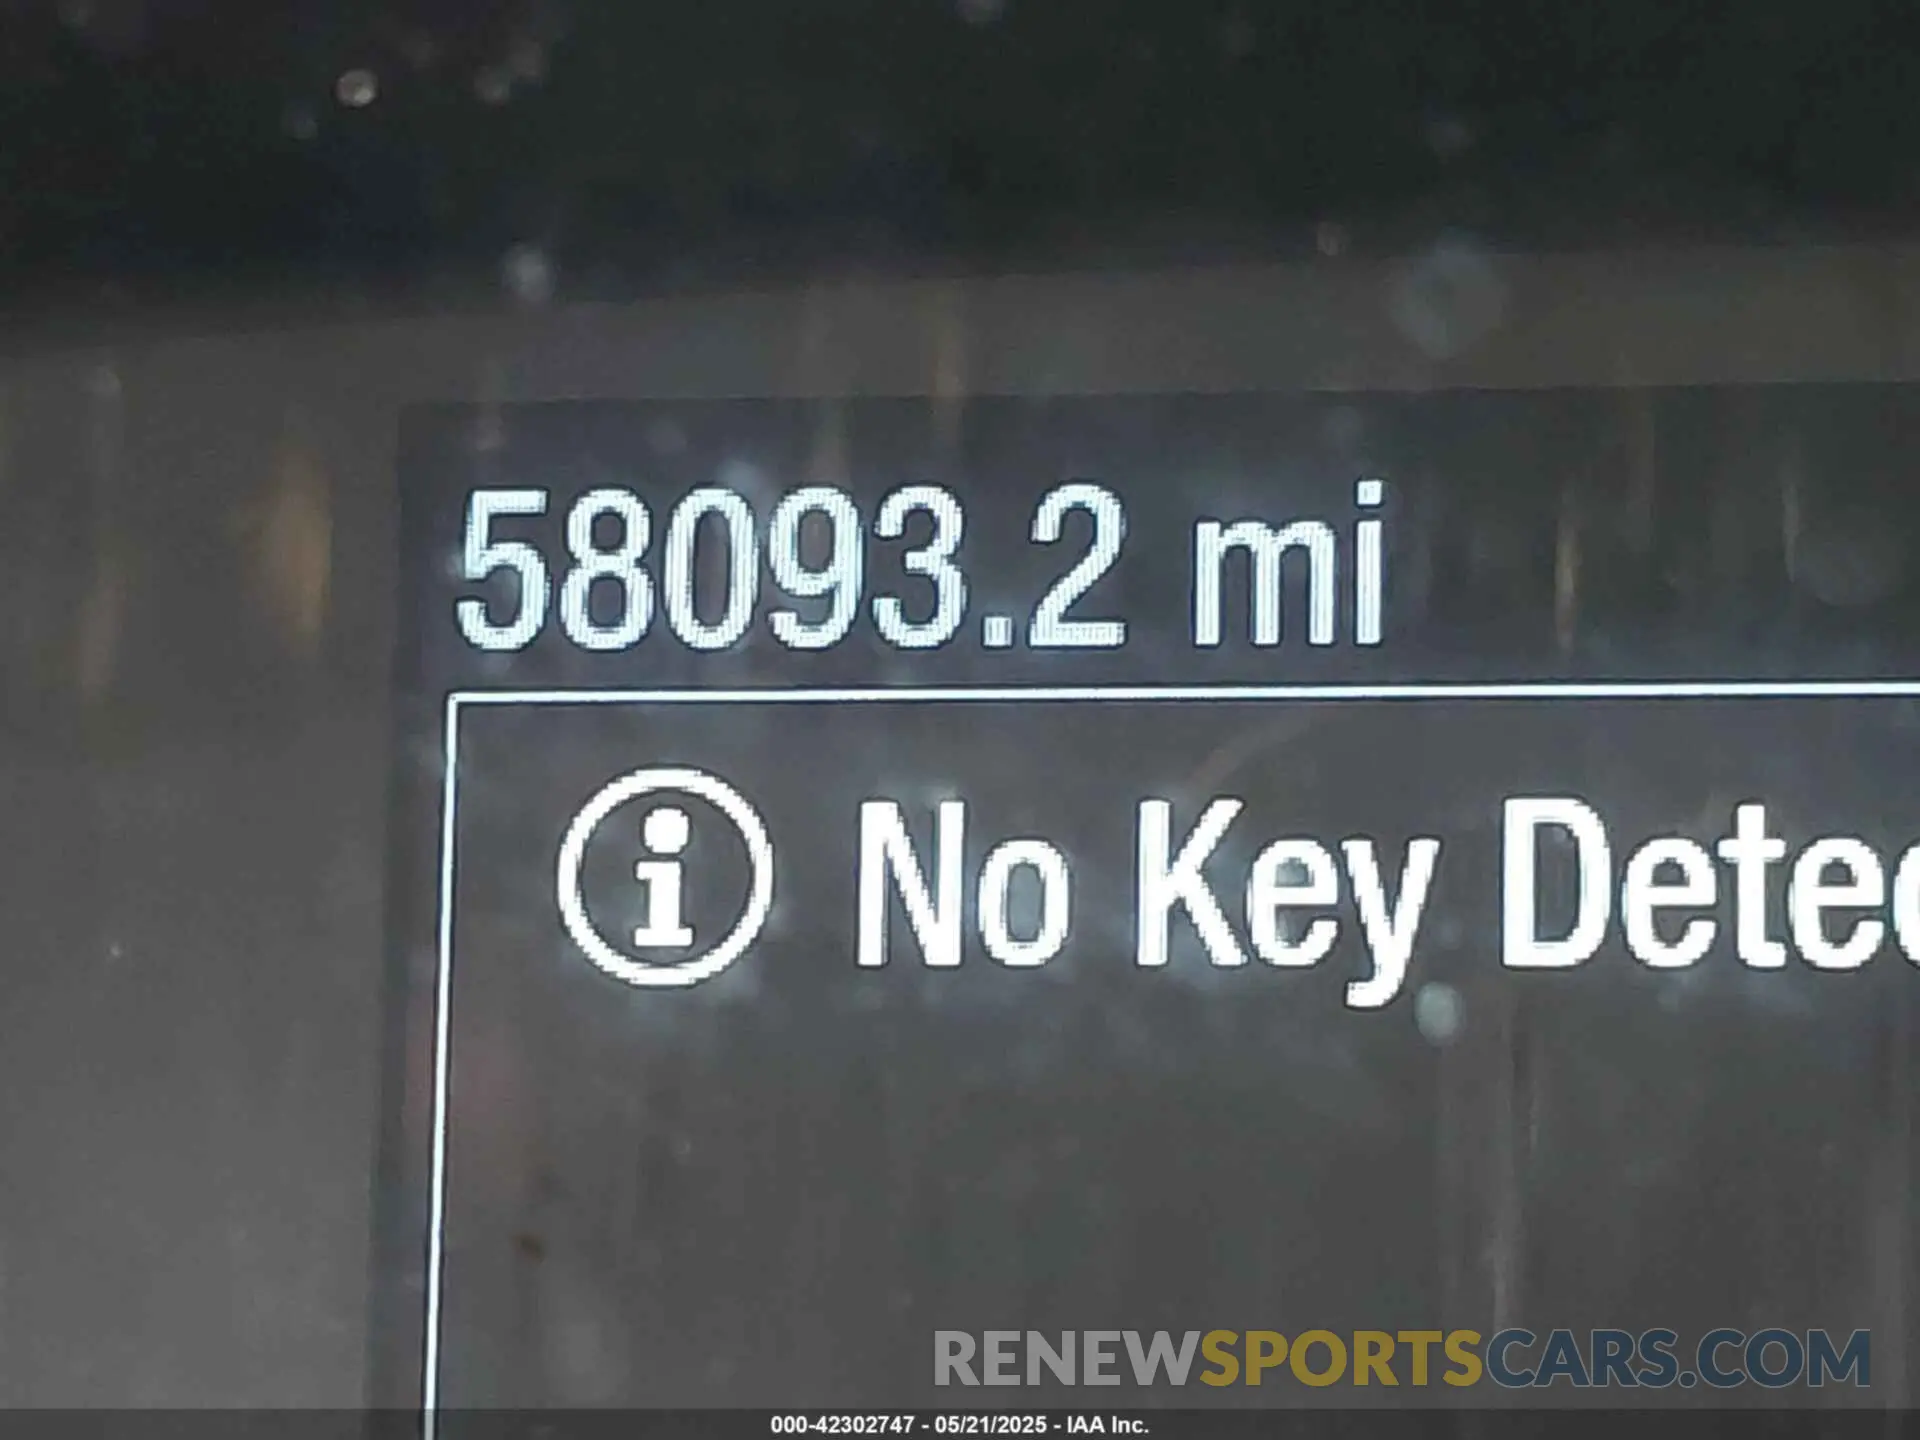 58093.2 mi
No Key Detec
RENEWSPORTSCARS.COM
000-42302747 - 05/21/2025 - IAA Inc.